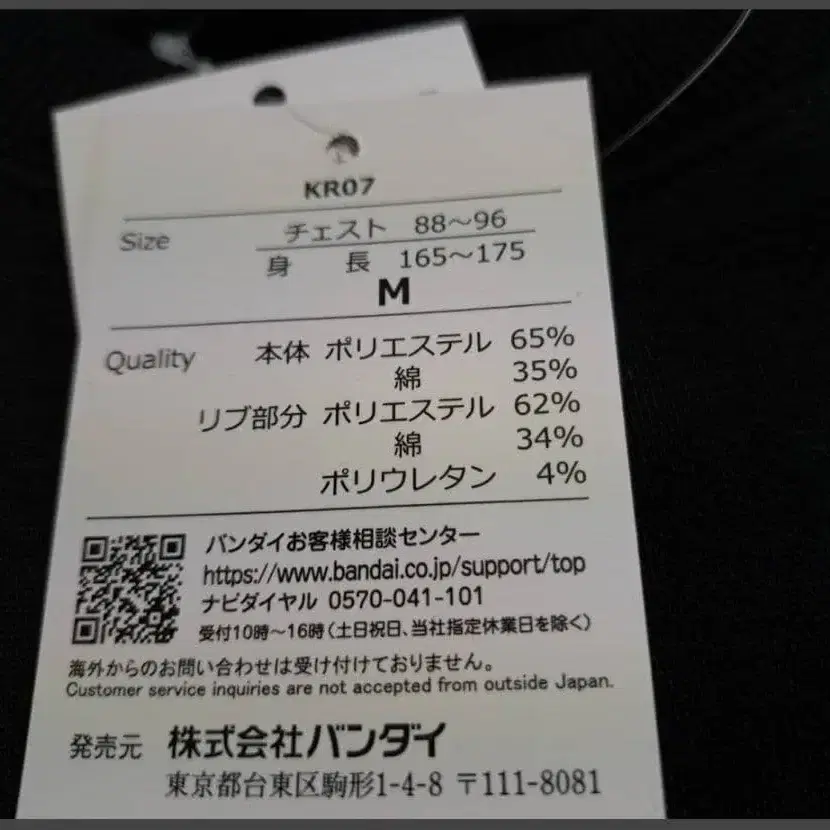 KR07
Size チェスト 88～96
身 長 165～175
M
Quality 本体 ポリエステル 65%
綿 35%
リブ部分 ポリエステル 62%
綿 34%
ポリウレタン 4%
バンダイお客様相談センター
https://www.bandai.co.jp/support/top
ナビダイヤル 0570-041-101
受付10時～16時（土日祝日、当社指定休業日を除く）
海外からのお問い合わせは受け付けておりません。
Customer service inquiries are not accepted from outside Japan.
発売元 株式会社バンダイ
東京都台東区駒形1-4-8 〒111-8081